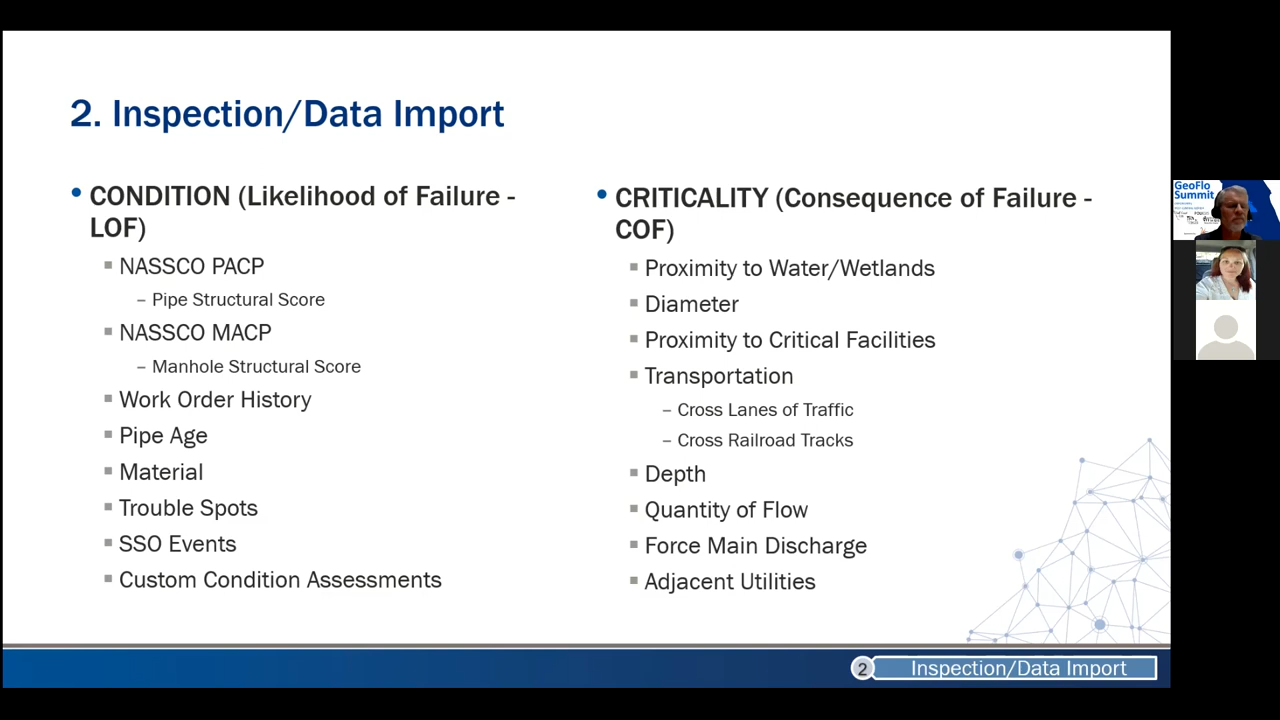 2. Inspection/Data Import
CONDITION (Likelihood of Failure -
LOF)
NASSCO PACP
– Pipe Structural Score
NASSCO MACP
– Manhole Structural Score
Work Order History
Pipe Age
Material
Trouble Spots
SSO Events
Custom Condition Assessments
CRITICALITY (Consequence of Failure -
COF)
Proximity to Water/Wetlands
Diameter
Proximity to Critical Facilities
Transportation
– Cross Lanes of Traffic
– Cross Railroad Tracks
Depth
Quantity of Flow
Force Main Discharge
Adjacent Utilities
2 Inspection/Data Import
GeoFlo
Summit